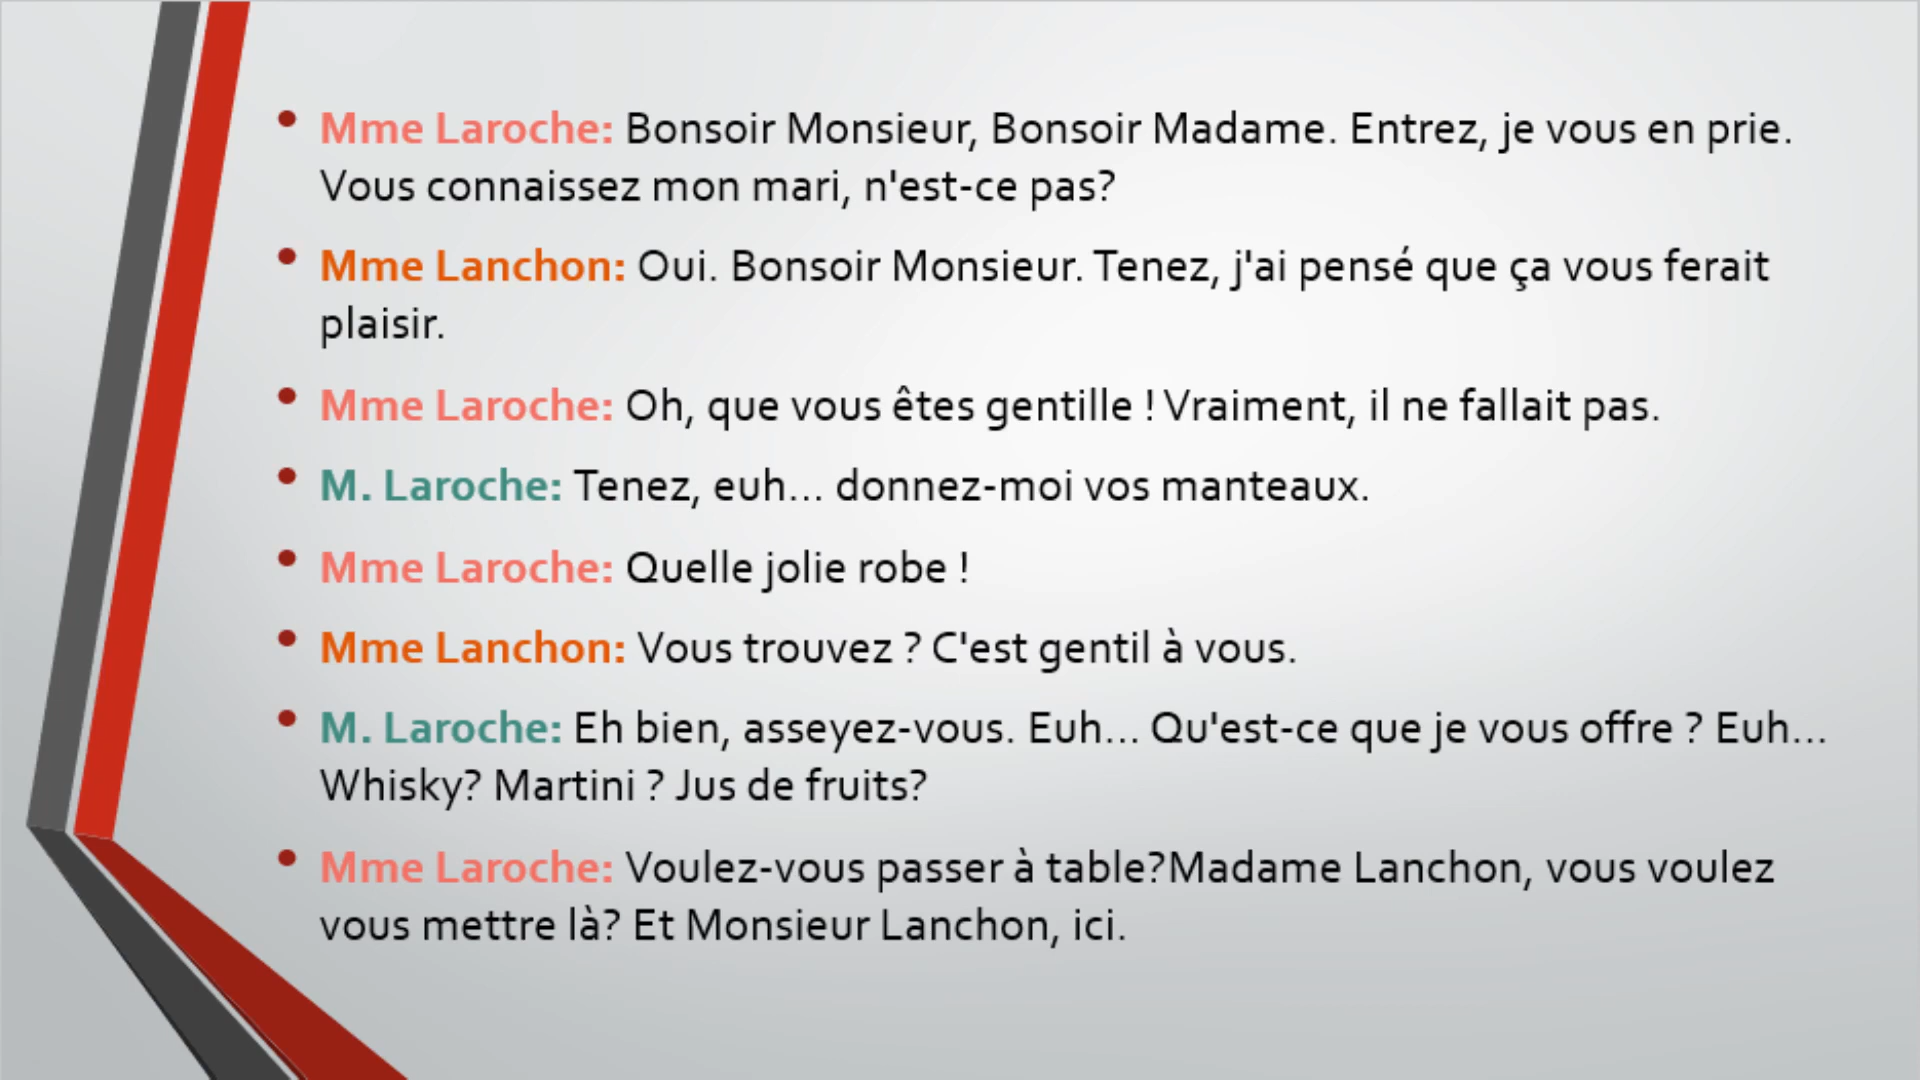 • Mme Laroche: Bonsoir Monsieur, Bonsoir Madame. Entrez, je vous en prie.
Vous connaissez mon mari, n'est-ce pas?
• Mme Lanchon: Oui. Bonsoir Monsieur. Tenez, j'ai pensé que ça vous ferait
plaisir.
• Mme Laroche: Oh, que vous êtes gentille ! Vraiment, il ne fallait pas.
• M. Laroche: Tenez, euh... donnez-moi vos manteaux.
• Mme Laroche: Quelle jolie robe !
• Mme Lanchon: Vous trouvez ? C'est gentil à vous.
• M. Laroche: Eh bien, asseyez-vous. Euh... Qu'est-ce que je vous offre ? Euh...
Whisky? Martini ? Jus de fruits?
• Mme Laroche: Voulez-vous passer à table?Madame Lanchon, vous voulez
vous mettre là? Et Monsieur Lanchon, ici.